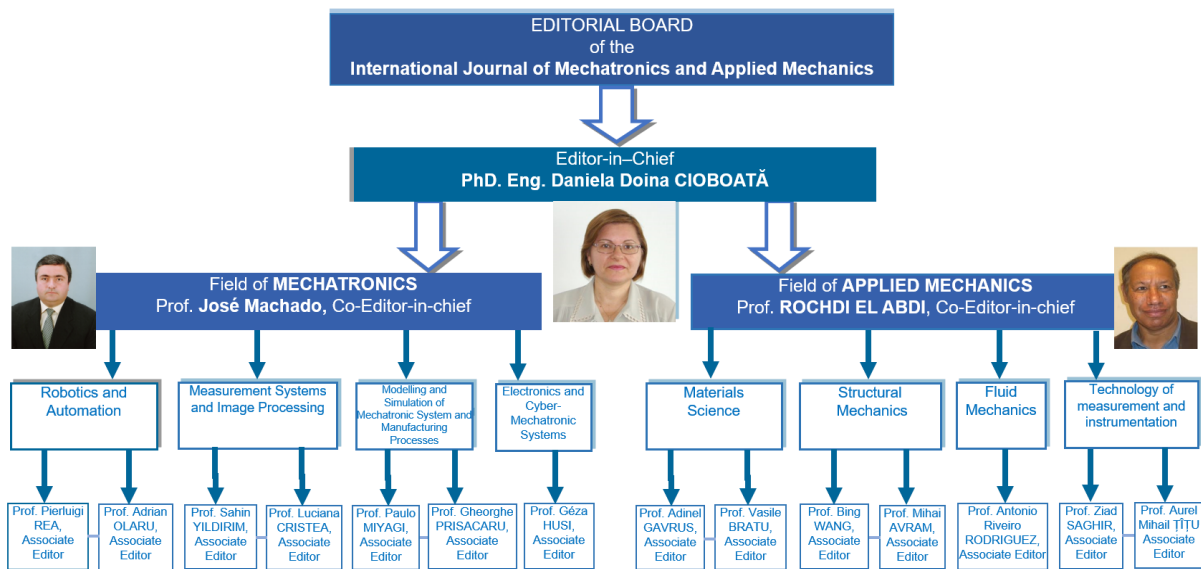 EDITORIAL BOARD
of the
International Journal of Mechatronics and Applied Mechanics
Editor-in–Chief
PhD. Eng. Daniela Doina CIOBOATĂ
Field of MECHATRONICS
Prof. José Machado, Co-Editor-in-chief
Field of APPLIED MECHANICS
Prof. ROCHDI EL ABDI, Co-Editor-in-chief
Robotics and
Automation
Measurement Systems
and Image Processing
Modelling and
Simulation of
Mechatronic System and
Manufacturing
Processes
Electronics and
Cyber-
Mechatronic
Systems
Materials
Science
Structural
Mechanics
Fluid
Mechanics
Technology of
measurement and
instrumentation
Prof. Pierluigi
REA,
Associate
Editor
Prof. Adrian
OLARU,
Associate
Editor
Prof. Sahin
YILDIRIM,
Associate
Editor
Prof. Luciana
CRISTEA,
Associate
Editor
Prof. Paulo
MIYAGI,
Associate
Editor
Prof. Gheorghe
PRISACARU,
Associate
Editor
Prof. Géza
HUSI,
Associate
Editor
Prof. Adinel
GAVRUS,
Associate
Editor
Prof. Vasile
BRATU,
Associate
Editor
Prof. Bing
WANG,
Associate
Editor
Prof. Mihai
AVRAM,
Associate
Editor
Prof. Antonio
Riveiro
RODRIGUEZ,
Associate Editor
Prof. Ziad
SAGHIR,
Associate
Editor
Prof. Aurel
Mihail ȚÎȚU
Associate
Editor